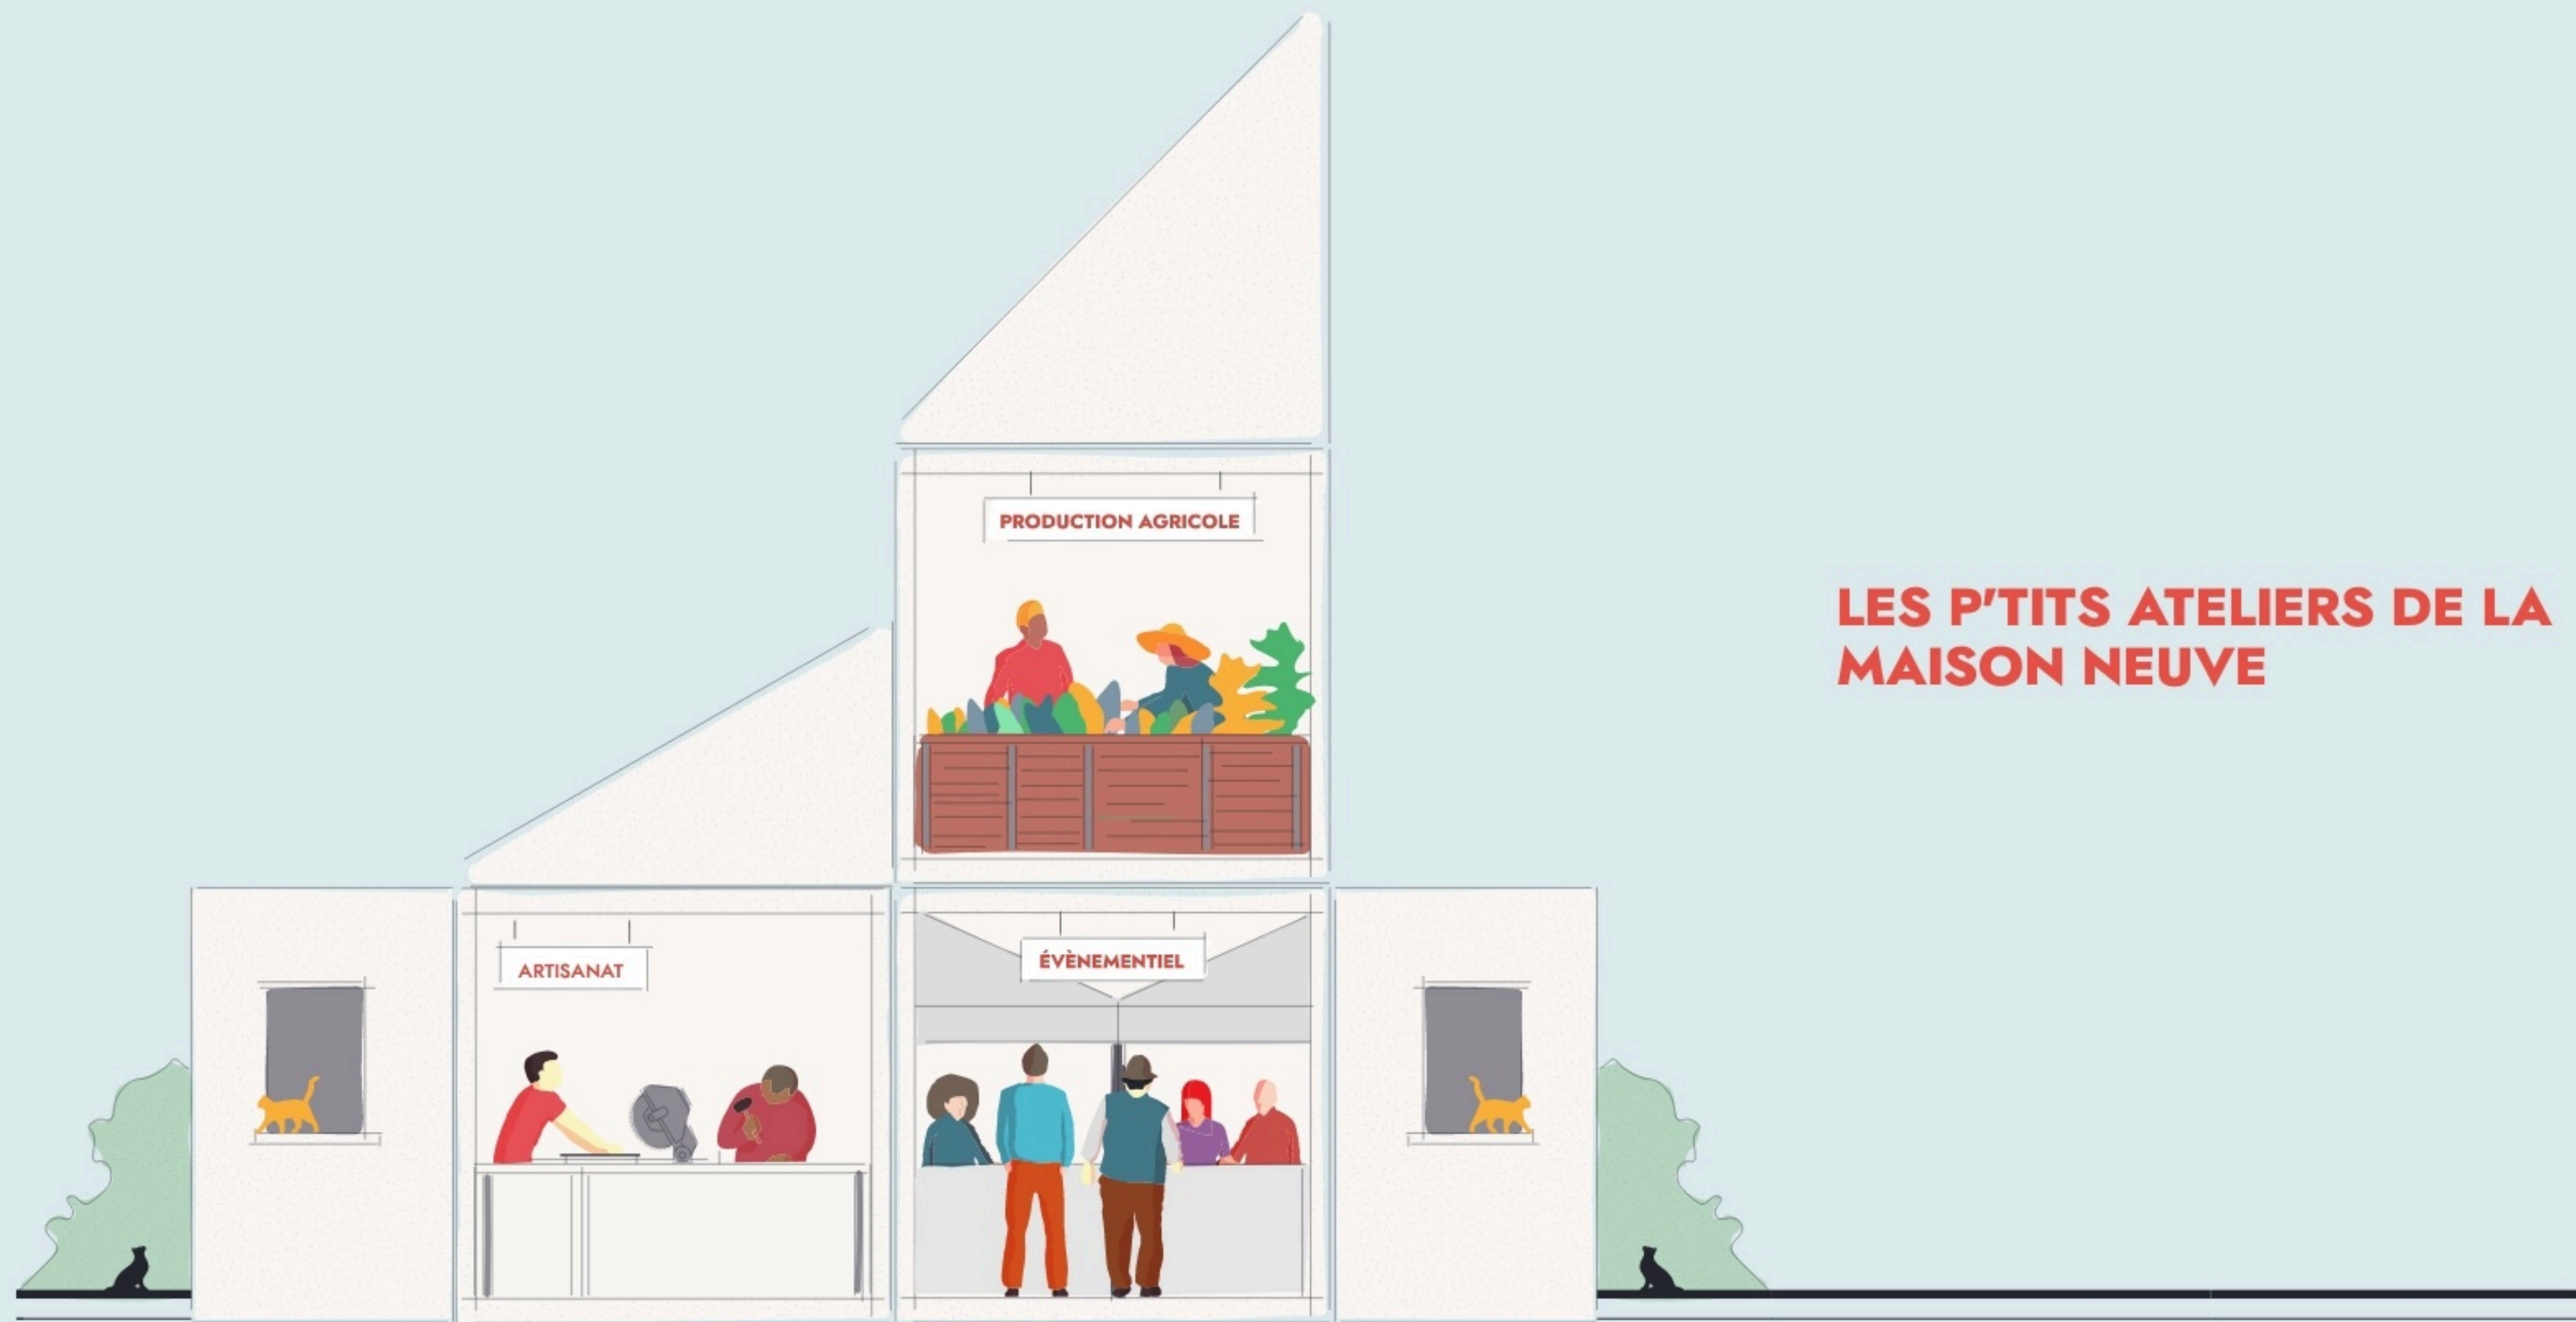 PRODUCTION AGRICOLE
LES P'TITS ATELIERS DE LA
MAISON NEUVE
ARTISANAT
ÉVÈNEMENTIEL